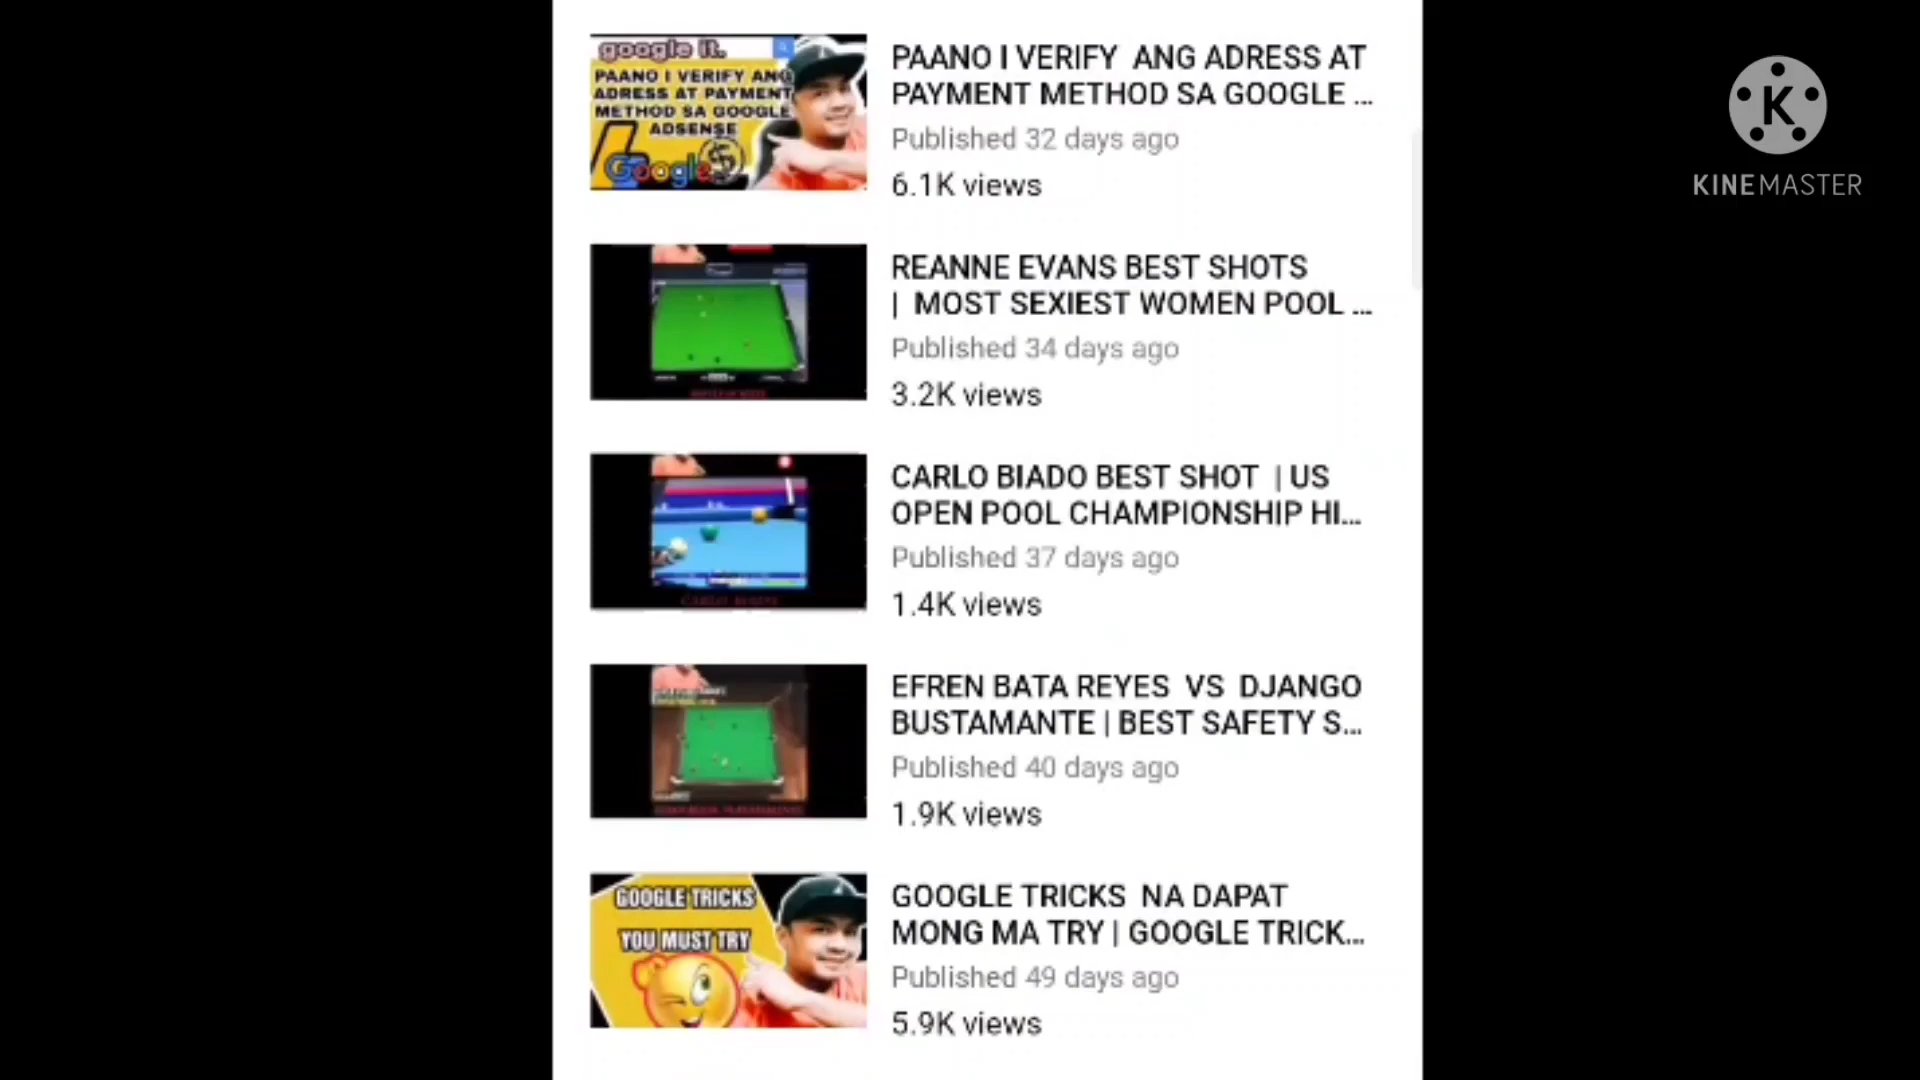 google it.
PAANO I VERIFY ANG
ADRESS AT PAYMENT
METHOD SA GOOGLE
ADSENSE
Google
PAANO I VERIFY ANG ADRESS AT
PAYMENT METHOD SA GOOGLE ...
Published 32 days ago
6.1K views
K
KINEMASTER
REANNE EVANS BEST SHOTS
| MOST SEXIEST WOMEN POOL ...
Published 34 days ago
3.2K views
CARLO BIADO BEST SHOT | US
OPEN POOL CHAMPIONSHIP HI...
Published 37 days ago
1.4K views
EFREN BATA REYES VS DJANGO
BUSTAMANTE | BEST SAFETY S...
Published 40 days ago
1.9K views
GOOGLE TRICKS
YOU MUST TRY
GOOGLE TRICKS NA DAPAT
MONG MA TRY | GOOGLE TRICK...
Published 49 days ago
5.9K views